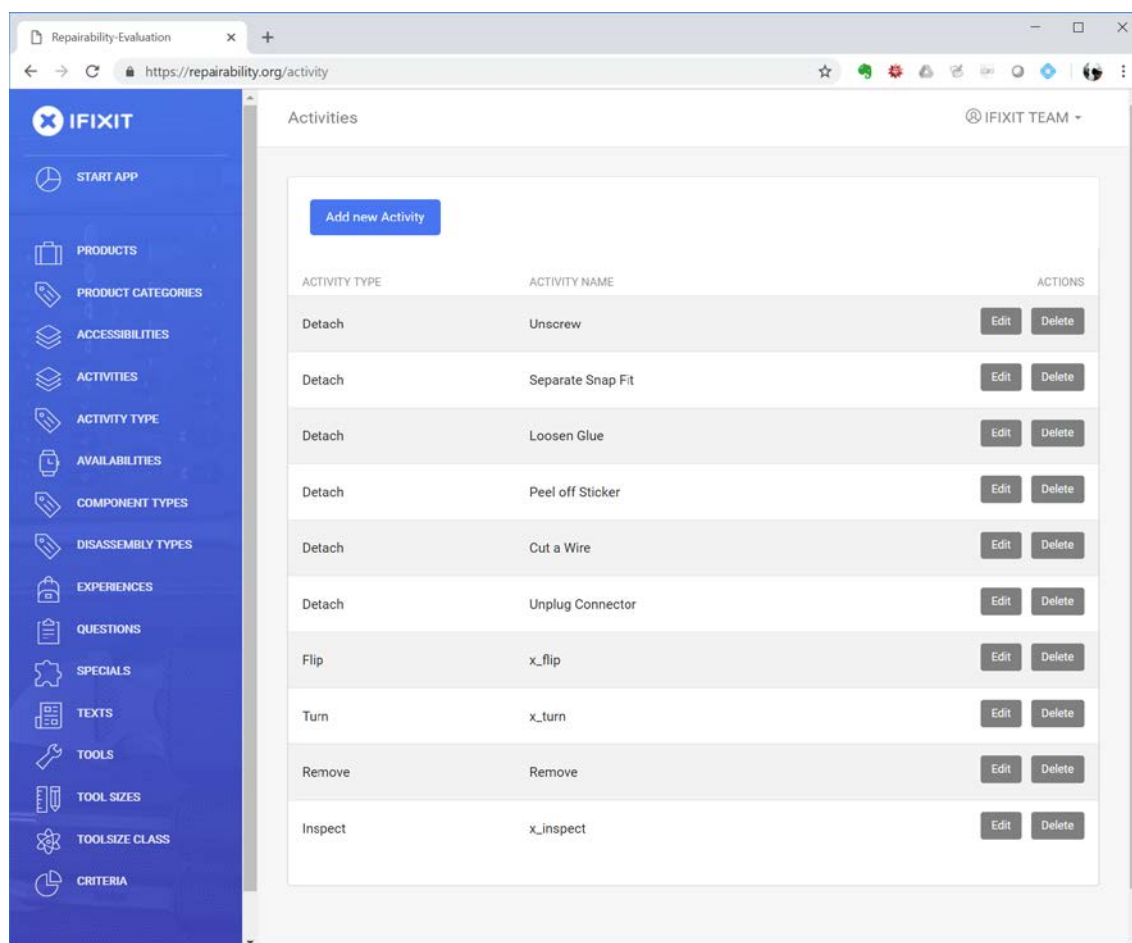 Repairability-Evaluation
https://repairability.org/activity
IFIXIT
Activities
IFIXIT TEAM
START APP
PRODUCTS
PRODUCT CATEGORIES
ACCESSIBILITIES
ACTIVITIES
ACTIVITY TYPE
AVAILABILITIES
COMPONENT TYPES
DISASSEMBLY TYPES
EXPERIENCES
QUESTIONS
SPECIALS
TEXTS
TOOLS
TOOL SIZES
TOOLSIZE CLASS
CRITERIA
Add new Activity
ACTIVITY TYPE ACTIVITY NAME ACTIONS
Detach Unscrew Edit Delete
Detach Separate Snap Fit Edit Delete
Detach Loosen Glue Edit Delete
Detach Peel off Sticker Edit Delete
Detach Cut a Wire Edit Delete
Detach Unplug Connector Edit Delete
Flip x_flip Edit Delete
Turn x_turn Edit Delete
Remove Remove Edit Delete
Inspect x_inspect Edit Delete